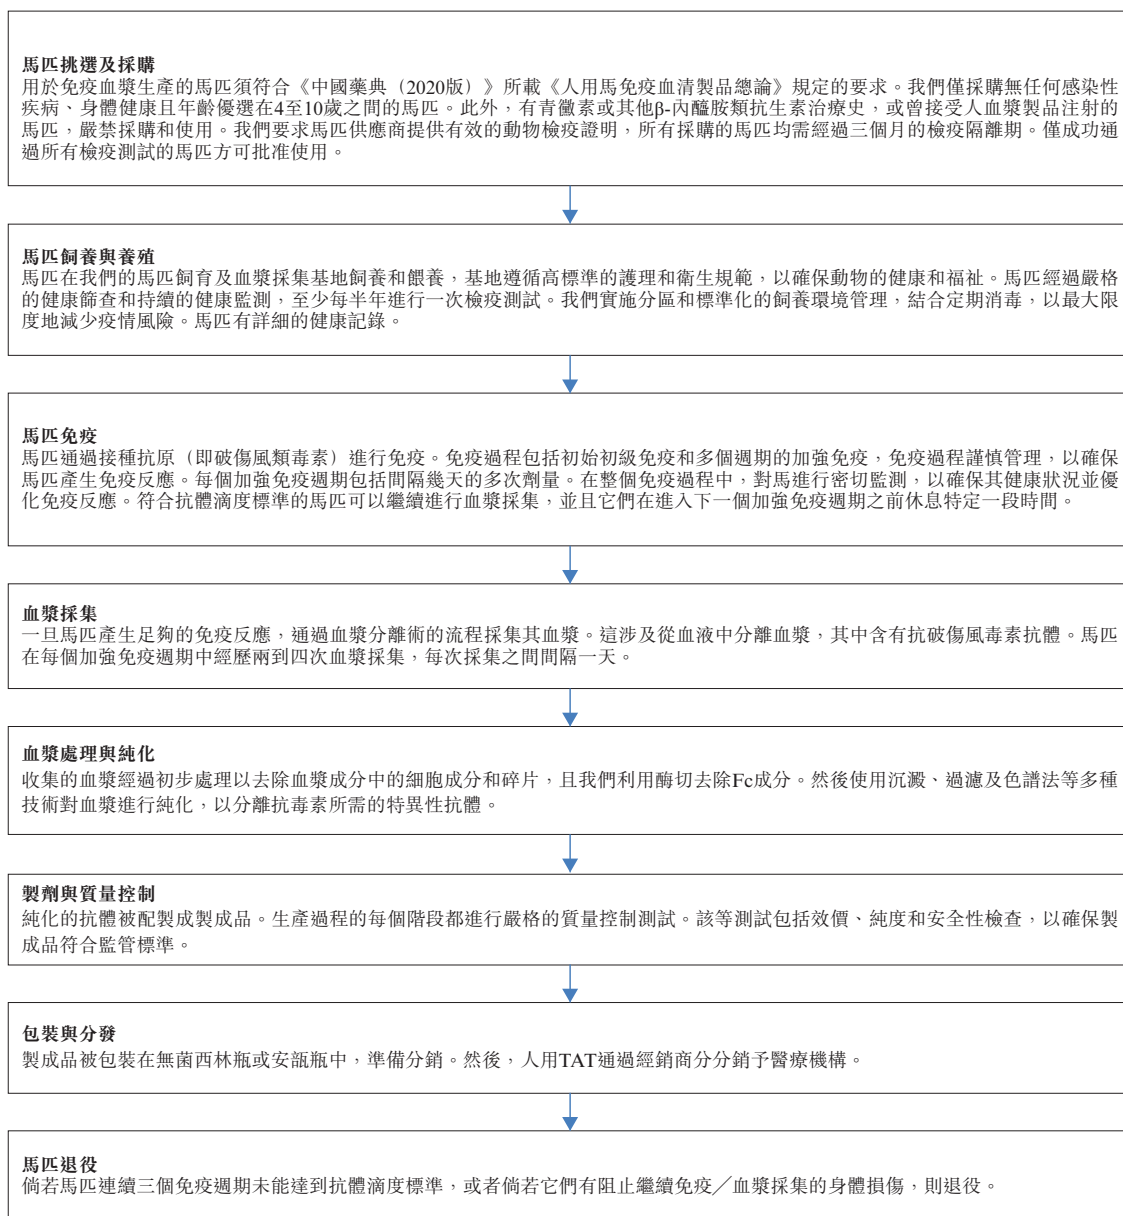 馬匹挑選及採購
用於免疫血漿生產的馬匹須符合《中國藥典（2020版）》所載《人用馬免疫血清製品總論》規定的要求。我們僅採購無任何感染性
疾病、身體健康且年齡優選在4至10歲之間的馬匹。此外，有青黴素或其他β-內醯胺類抗生素治療史，或曾接受人血漿製品注射的
馬匹，嚴禁採購和使用。我們要求馬匹供應商提供有效的動物檢疫證明，所有採購的馬匹均需經過三個月的檢疫隔離期。僅成功通
過所有檢疫測試的馬匹方可批准使用。
馬匹飼養與養殖
馬匹在我們的馬匹飼育及血漿採集基地飼養和餵養，基地遵循高標準的護理和衛生規範，以確保動物的健康和福祉。馬匹經過嚴格
的健康篩查和持續的健康監測，至少每半年進行一次檢疫測試。我們實施分區和標準化的飼養環境管理，結合定期消毒，以最大限
度地減少疫情風險。馬匹有詳細的健康記錄。
馬匹免疫
馬匹通過接種抗原（即破傷風類毒素）進行免疫。免疫過程包括初始初級免疫和多個週期的加強免疫，免疫過程謹慎管理，以確保
馬匹產生免疫反應。每個加強免疫週期包括間隔幾天的多次劑量。在整個免疫過程中，對馬進行密切監測，以確保其健康狀況並優
化免疫反應。符合抗體滴度標準的馬匹可以繼續進行血漿採集，並且它們在進入下一個加強免疫週期之前休息特定一段時間。
血漿採集
一旦馬匹產生足夠的免疫反應，通過血漿分離術的流程採集其血漿。這涉及從血液中分離血漿，其中含有抗破傷風毒素抗體。馬匹
在每個加強免疫週期中經歷兩到四次血漿採集，每次採集之間間隔一天。
血漿處理與純化
收集的血漿經過初步處理以去除血漿成分中的細胞成分和碎片，且我們利用酶切去除Fc成分。然後使用沉澱、過濾及色譜法等多種
技術對血漿進行純化，以分離抗毒素所需的特異性抗體。
製劑與質量控制
純化的抗體被配製成製成品。生產過程的每個階段都進行嚴格的質量控制測試。該等測試包括效價、純度和安全性檢查，以確保製
成品符合監管標準。
包裝與分發
製成品被包裝在無菌西林瓶或安瓿瓶中，準備分銷。然後，人用TAT通過經銷商分分銷予醫療機構。
馬匹退役
倘若馬匹連續三個免疫週期未能達到抗體滴度標準，或者倘若它們有阻止繼續免疫／血漿採集的身體損傷，則退役。